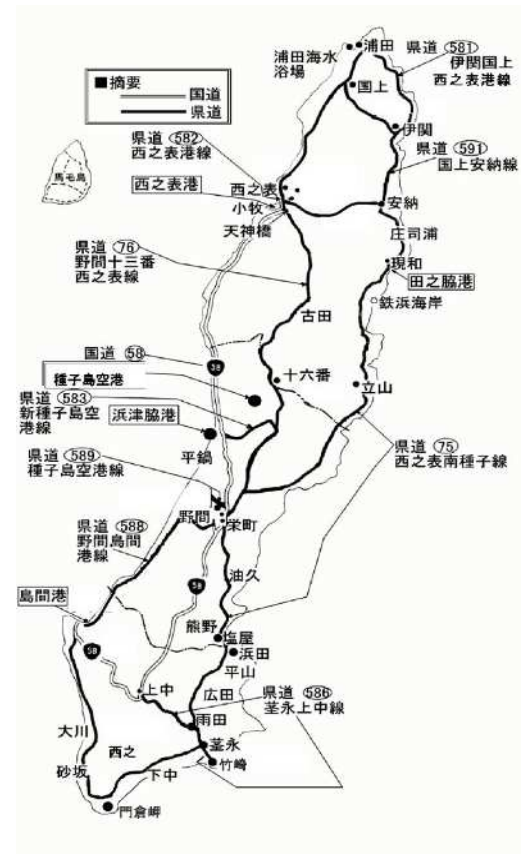 浦田海水
浴場
浦田
県道 581
伊関国上
西之表港線
■摘要
国道
県道
国上
伊関
県道 582
西之表港線
県道 591
国上安納線
馬毛島
西之表港
西之表
小牧
天神橋
安納
庄司浦
現和
田之脇港
鉄浜海岸
県道 76
野間十三番
西之表線
古田
国道 58
58
種子島空港
十六番
立山
県道 583
新種子島空
港線
浜津脇港
平鍋
県道 75
西之表南種子線
県道 589
種子島空港線
野間
栄町
県道 588
野間島間
港線
油久
58
島間港
熊野
塩屋
浜田
58
平山
上中
広田
県道 586
茎永上中線
大川
雨田
西之
茎永
砂坂
下中
竹崎
門倉岬